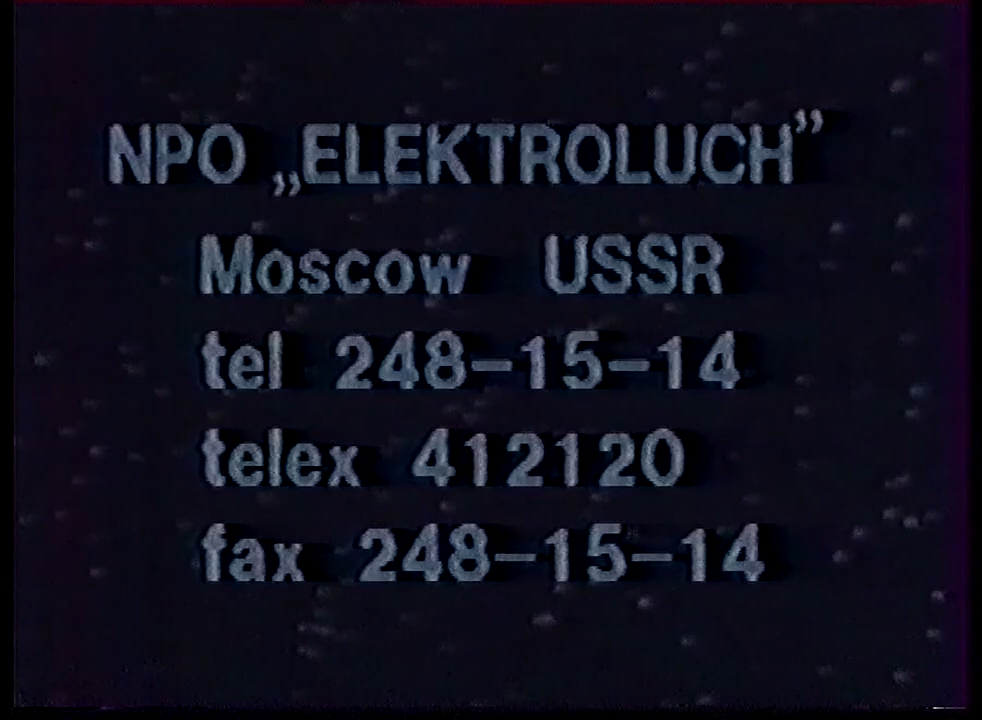 NPO „ELEKTROLUCH”
Moscow USSR
tel 248-15-14
telex 412120
fax 248-15-14